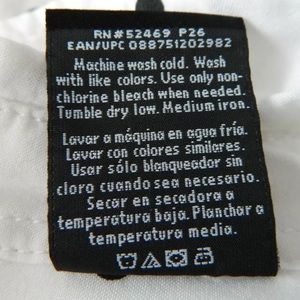 RN#52469 P26
EAN/UPC 088751202982
Machine wash cold. Wash
with like colors. Use only non-
chlorine bleach when needed.
Tumble dry low. Medium iron.
Lavar a máquina en agua fría.
Lavar con colores similares.
Usar sólo blanqueador sin
cloro cuando sea necesario.
Secar en secadora a
temperatura baja. Planchar a
temperatura media.